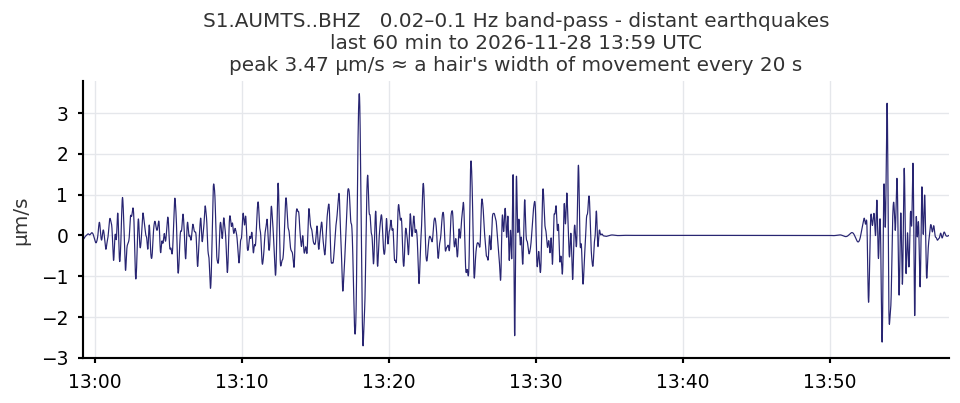 S1.AUMTS..BHZ   0.02–0.1 Hz band-pass - distant earthquakes
last 60 min to 2026-11-28 13:59 UTC
peak 3.47 μm/s ≈ a hair's width of movement every 20 s
μm/s
3
2
1
0
−1
−2
−3
13:00 13:10 13:20 13:30 13:40 13:50